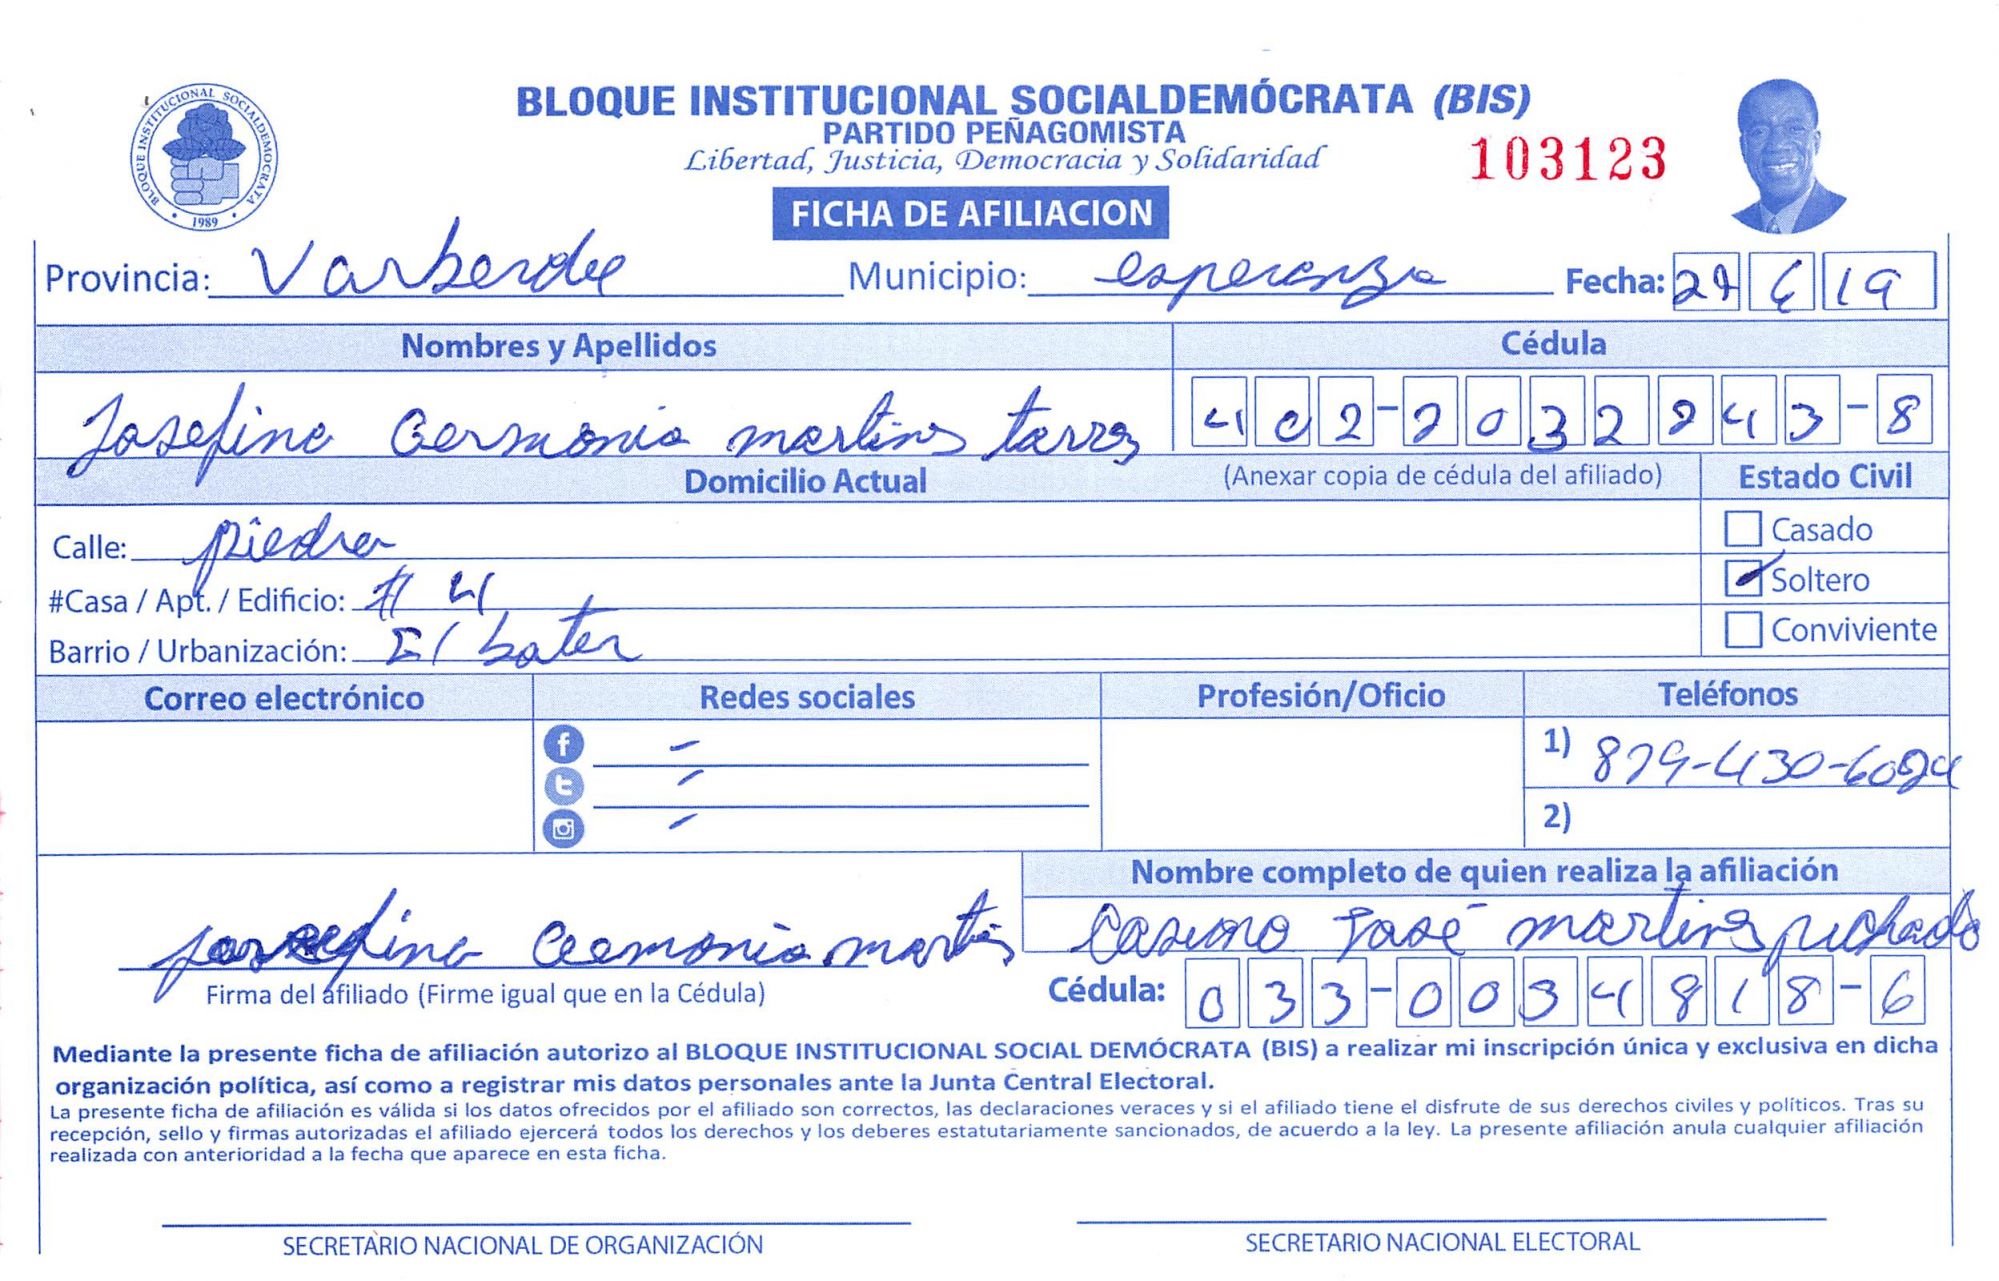 BLOQUE INSTITUCIONAL SOCIALDEMÓCRATA (BIS)
PARTIDO PEÑAGOMISTA
Libertad, Justicia, Democracia y Solidaridad
103123
BLOQUE INSTITUCIONAL SOCIALDEMOCRATA
1989
FICHA DE AFILIACION
Provincia: Varberde Municipio: esperanza Fecha: 6 19
Nombres y Apellidos Cédula
Josefina Germonia martins 402-2032243-8
Domicilio Actual (Anexar copia de cédula del afiliado) Estado Civil
Calle: piedra Casado
#Casa / Apt. / Edificio: # 4 Soltero
Barrio / Urbanización: El Conviviente
Correo electrónico Redes sociales Profesión/Oficio Teléfonos
1) 829-430-
2)
Nombre completo de quien realiza la afiliación
Josefina martins José martins
Firma del afiliado (Firme igual que en la Cédula) Cédula: 033-0034818-6
Mediante la presente ficha de afiliación autorizo al BLOQUE INSTITUCIONAL SOCIAL DEMÓCRATA (BIS) a realizar mi inscripción única y exclusiva en dicha
organización política, así como a registrar mis datos personales ante la Junta Central Electoral.
La presente ficha de afiliación es válida si los datos ofrecidos por el afiliado son correctos, las declaraciones veraces y si el afiliado tiene el disfrute de sus derechos civiles y políticos. Tras su
recepción, sello y firmas autorizadas el afiliado ejercerá todos los derechos y los deberes estatutariamente sancionados, de acuerdo a la ley. La presente afiliación anula cualquier afiliación
realizada con anterioridad a la fecha que aparece en esta ficha.
SECRETARIO NACIONAL DE ORGANIZACIÓN SECRETARIO NACIONAL ELECTORAL